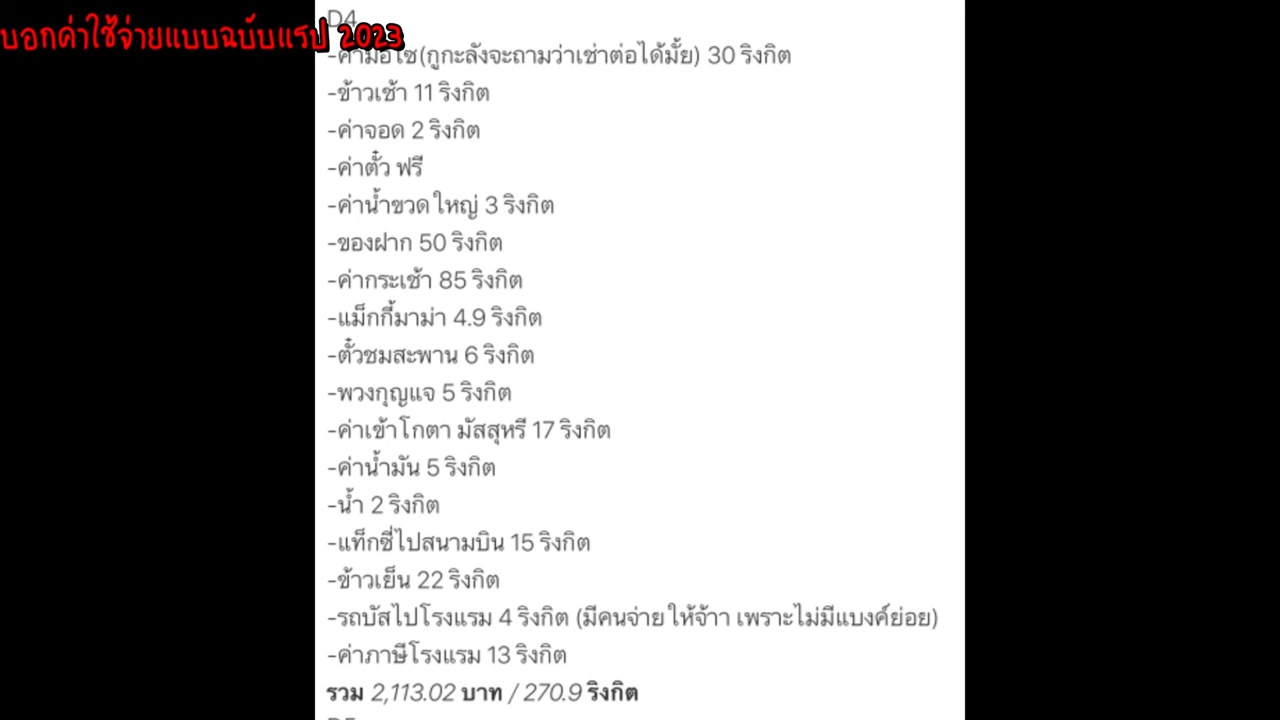 D4
บอกค่าใช้จ่ายแบบฉบับแรป 2023
-ค่ามอไซ(กูกะลังจะถามว่าเช่าต่อได้มั้ย) 30 ริงกิต
-ข้าวเช้า 11 ริงกิต
-ค่าจอด 2 ริงกิต
-ค่าตั๋ว ฟรี
-ค่าน้ำขวดใหญ่ 3 ริงกิต
-ของฝาก 50 ริงกิต
-ค่ากระเช้า 85 ริงกิต
-แม็กกี้มาม่า 4.9 ริงกิต
-ตั๋วชมสะพาน 6 ริงกิต
-พวงกุญแจ 5 ริงกิต
-ค่าเข้าโกตา มัสสุหรี 17 ริงกิต
-ค่าน้ำมัน 5 ริงกิต
-น้ำ 2 ริงกิต
-แท็กซี่ไปสนามบิน 15 ริงกิต
-ข้าวเย็น 22 ริงกิต
-รถบัสไปโรงแรม 4 ริงกิต (มีคนจ่ายให้จ้าา เพราะไม่มีแบงค์ย่อย)
-ค่าภาษีโรงแรม 13 ริงกิต
รวม 2,113.02 บาท / 270.9 ริงกิต